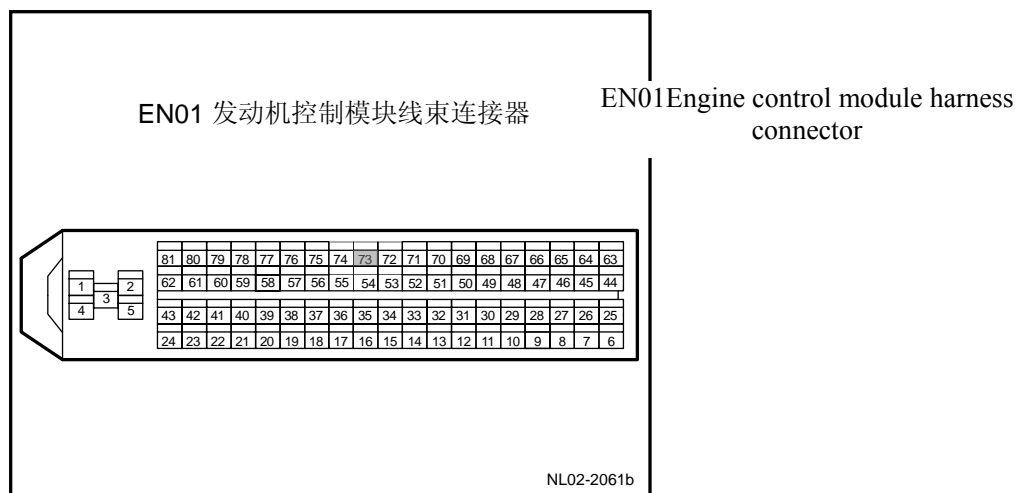 EN01 发动机控制模块线束连接器
EN01Engine control module harness
connector
81 80 79 78 77 76 75 74 73 72 71 70 69 68 67 66 65 64 63
62 61 60 59 58 57 56 55 54 53 52 51 50 49 48 47 46 45 44
1 2
3
4 5
43 42 41 40 39 38 37 36 35 34 33 32 31 30 29 28 27 26 25
24 23 22 21 20 19 18 17 16 15 14 13 12 11 10 9 8 7 6
NL02-2061b